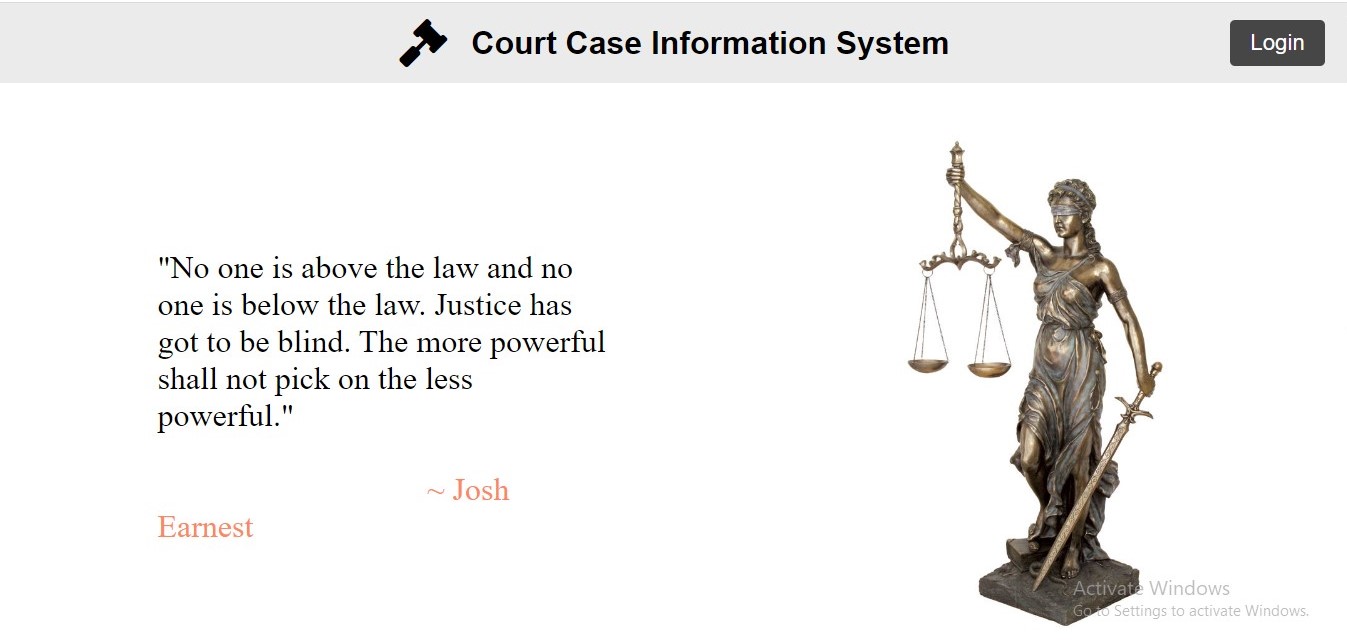 Court Case Information System
Login
"No one is above the law and no
one is below the law. Justice has
got to be blind. The more powerful
shall not pick on the less
powerful."
~ Josh
Earnest
Activate Windows
Go to Settings to activate Windows.